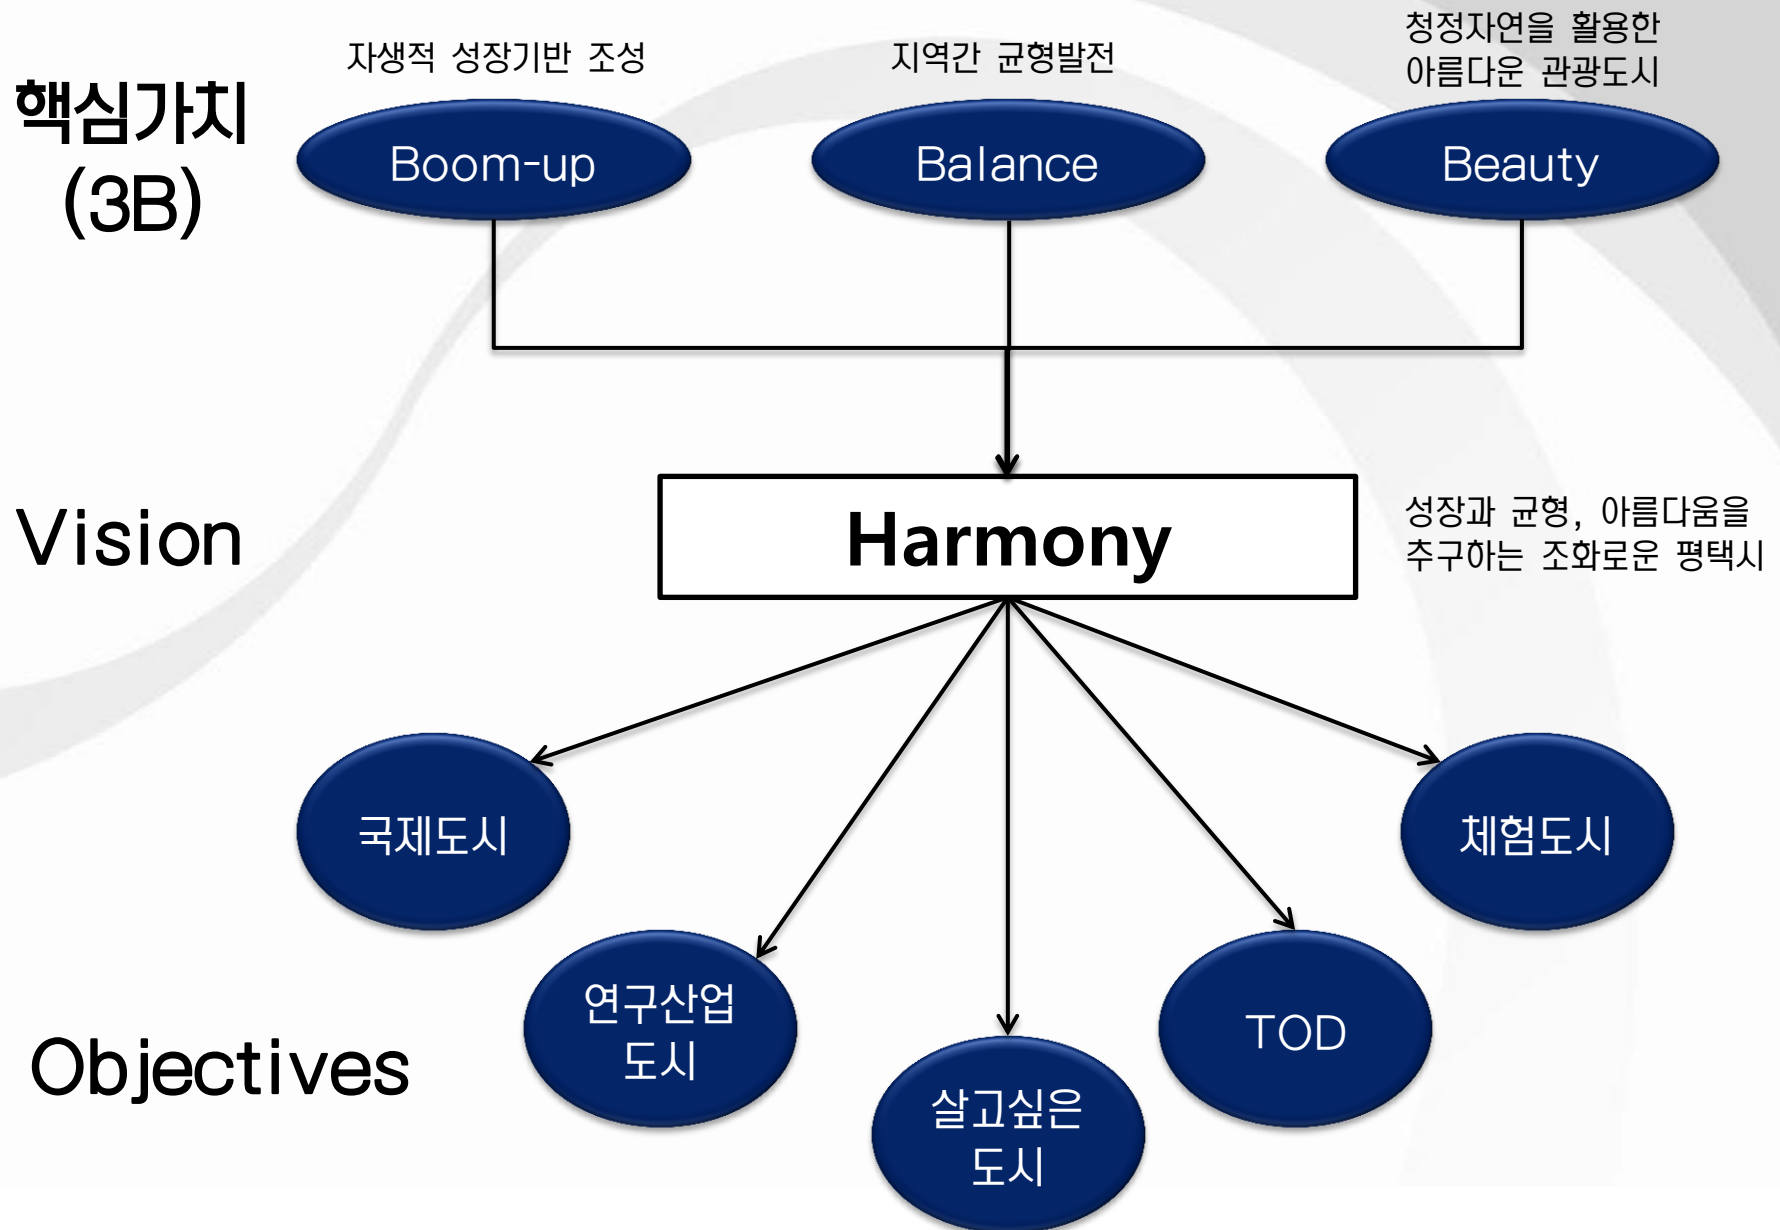 핵심가치
(3B)
자생적 성장기반 조성
지역간 균형발전
청정자연을 활용한
아름다운 관광도시
Boom-up
Balance
Beauty
Vision
Harmony
성장과 균형, 아름다움을
추구하는 조화로운 평택시
Objectives
국제도시
연구산업
도시
살고싶은
도시
TOD
체험도시